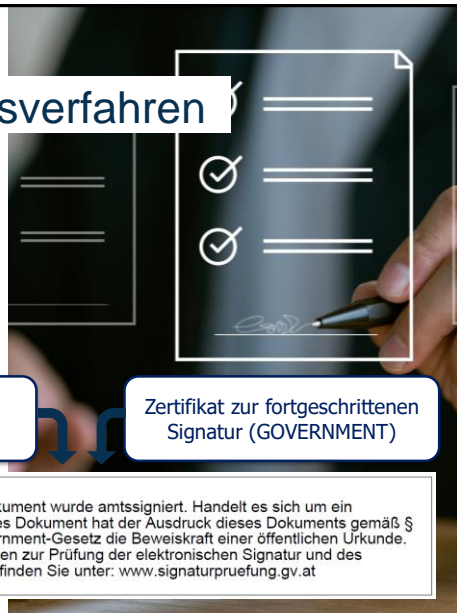 sverfahren
Zertifikat zur fortgeschrittenen
Signatur (GOVERNMENT)
kument wurde amtssigniert. Handelt es sich um ein
es Dokument hat der Ausdruck dieses Dokuments gemäß §
rnment-Gesetz die Beweiskraft einer öffentlichen Urkunde.
en zur Prüfung der elektronischen Signatur und des
finden Sie unter: www.signaturpruefung.gv.at